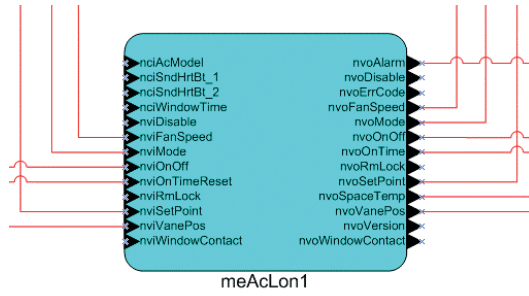 nciAcModel
nciSndHrtBt_1
nciSndHrtBt_2
nciWindowTime
nviDisable
nviFanSpeed
nviMode
nviOnOff
nviOnTimeReset
nviRmLock
nviSetPoint
nviVanePos
nviWindowContact
nvoAlarm
nvoDisable
nvoErrCode
nvoFanSpeed
nvoMode
nvoOnOff
nvoOnTime
nvoRmLock
nvoSetPoint
nvoSpaceTemp
nvoVanePos
nvoVersion
nvoWindowContact
meAcLon1